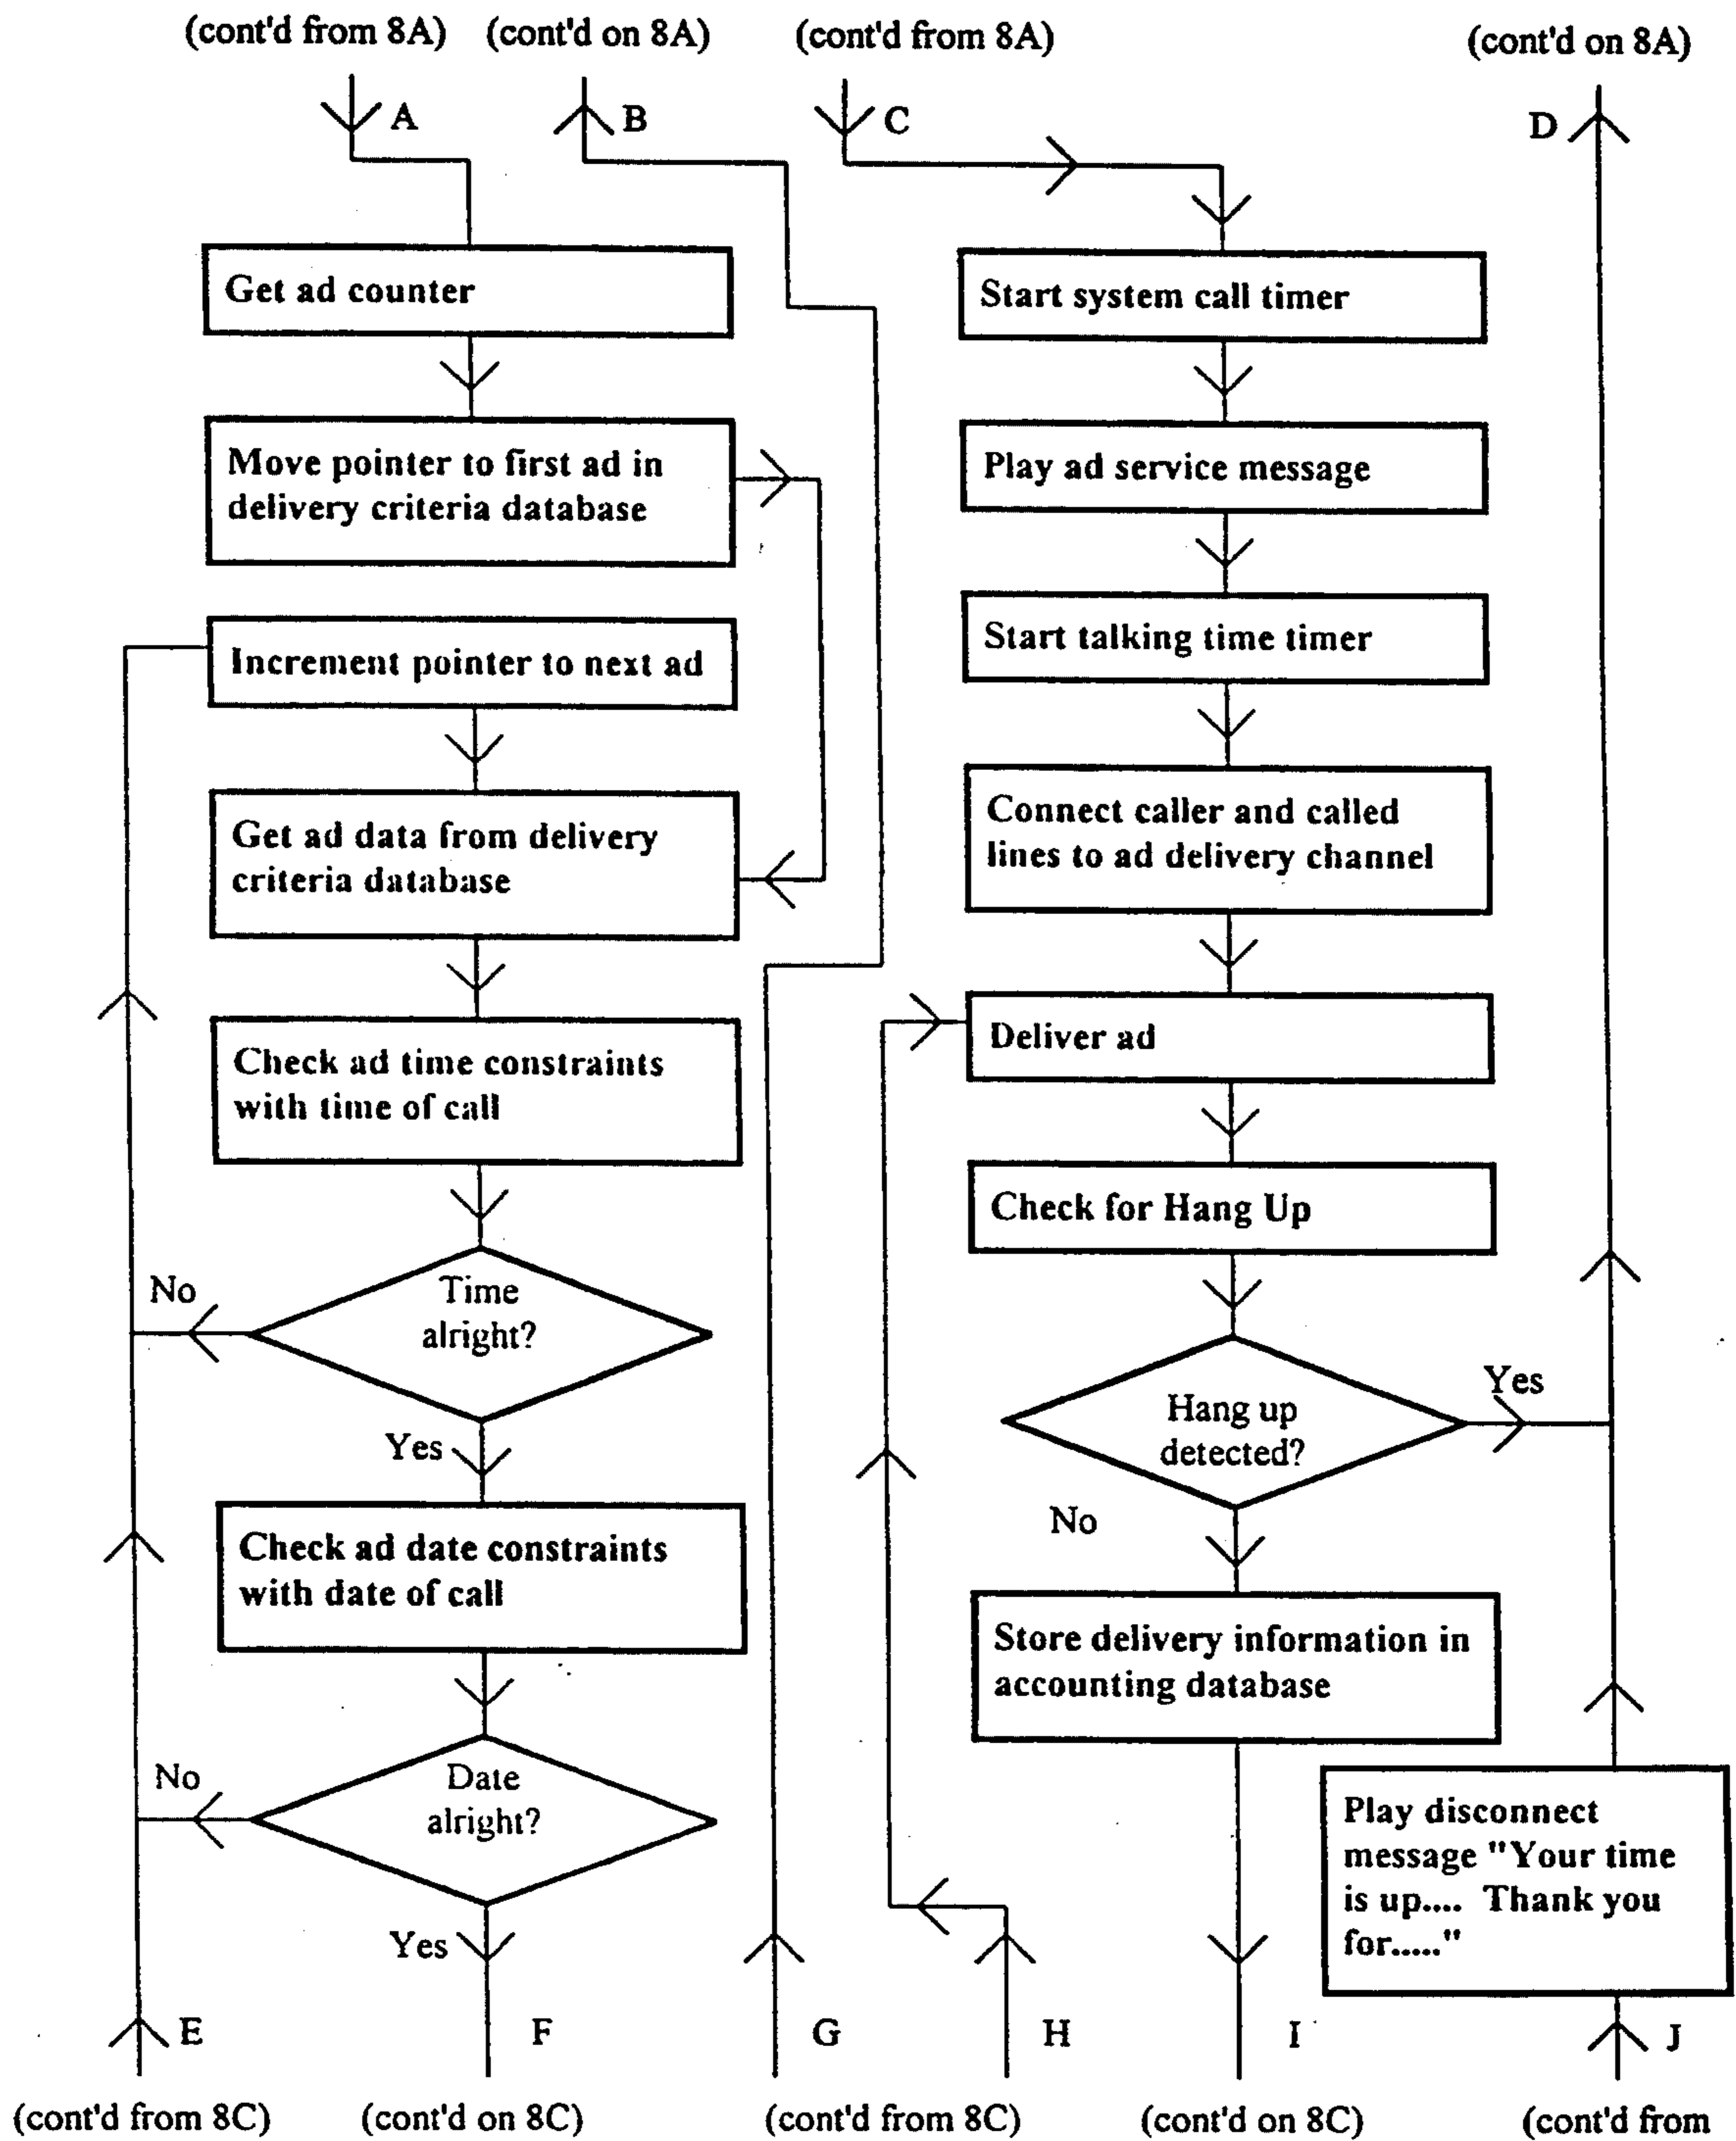 (cont'd from 8A) (cont'd on 8A) (cont'd from 8A) (cont'd on 8A)
A B C D
Get ad counter
Move pointer to first ad in
delivery criteria database
Increment pointer to next ad
Get ad data from delivery
criteria database
Check ad time constraints
with time of call
Time
alright?
No
Yes
Check ad date constraints
with date of call
Date
alright?
No
Yes
Start system call timer
Play ad service message
Start talking time timer
Connect caller and called
lines to ad delivery channel
Deliver ad
Check for Hang Up
Hang up
detected?
Yes
No
Store delivery information in
accounting database
Play disconnect
message "Your time
is up.... Thank you
for....."
E F G H I J
(cont'd from 8C) (cont'd on 8C) (cont'd from 8C) (cont'd on 8C) (cont'd from